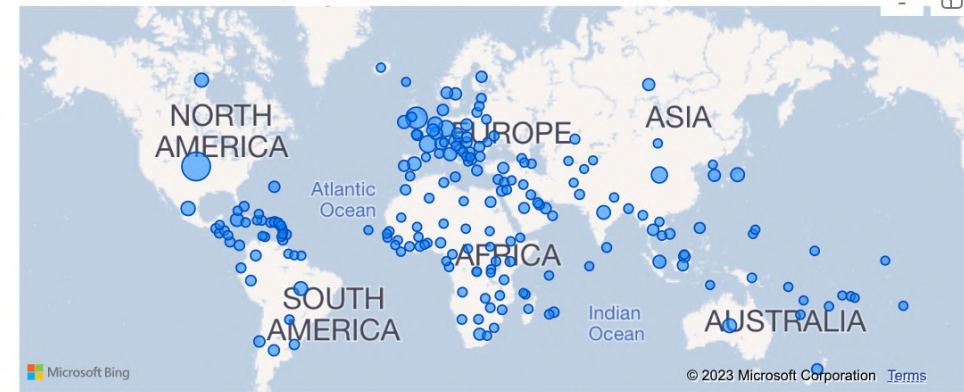 NORTH
AMERICA
EUROPE
ASIA
Atlantic
Ocean
AFRICA
SOUTH
AMERICA
Indian
Ocean
AUSTRALIA
Microsoft Bing
© 2023 Microsoft Corporation Terms